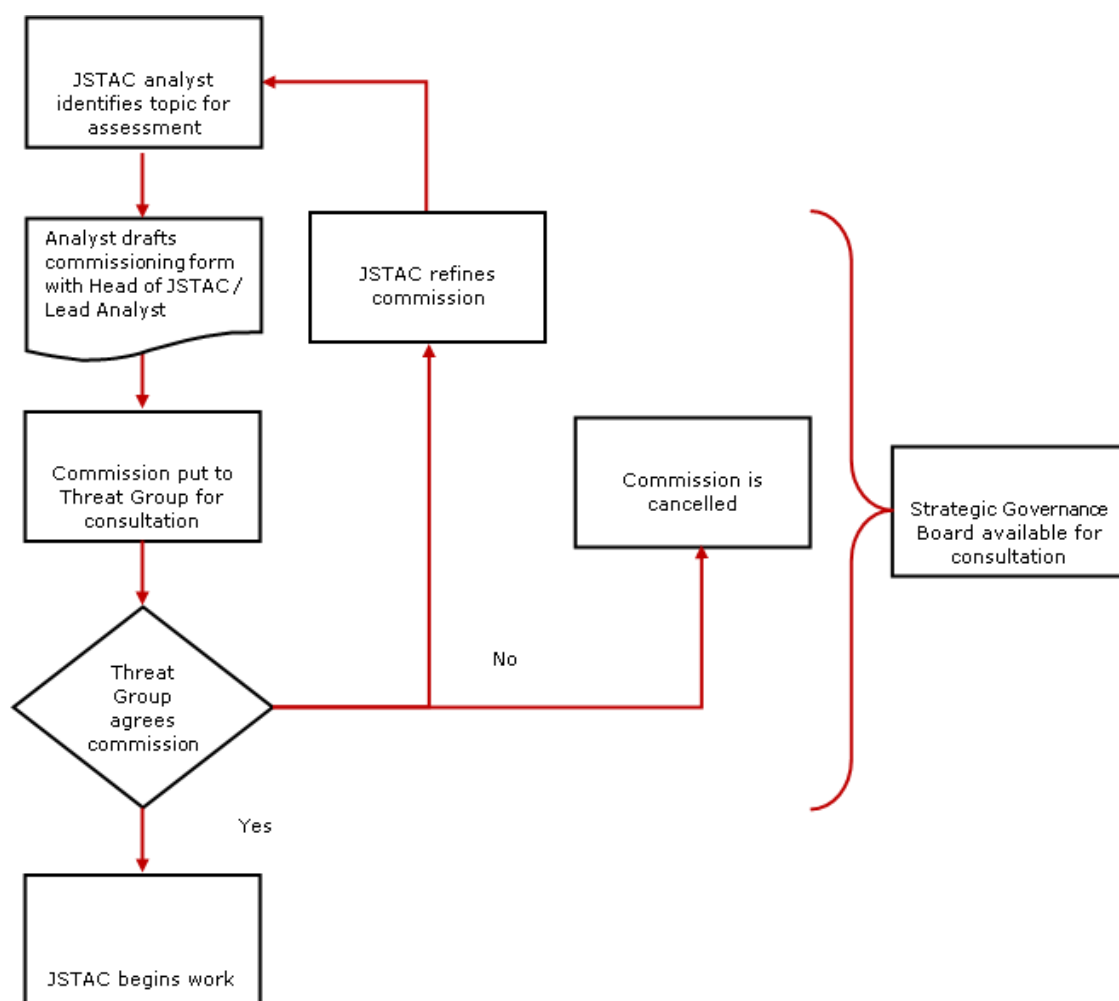 JSTAC analyst
identifies topic for
assessment
Analyst drafts
commissioning form
with Head of JSTAC /
Lead Analyst
JSTAC refines
commission
Commission put to
Threat Group for
consultation
Commission is
cancelled
Strategic Governance
Board available for
consultation
Threat
Group
agrees
commission
No
Yes
JSTAC begins work